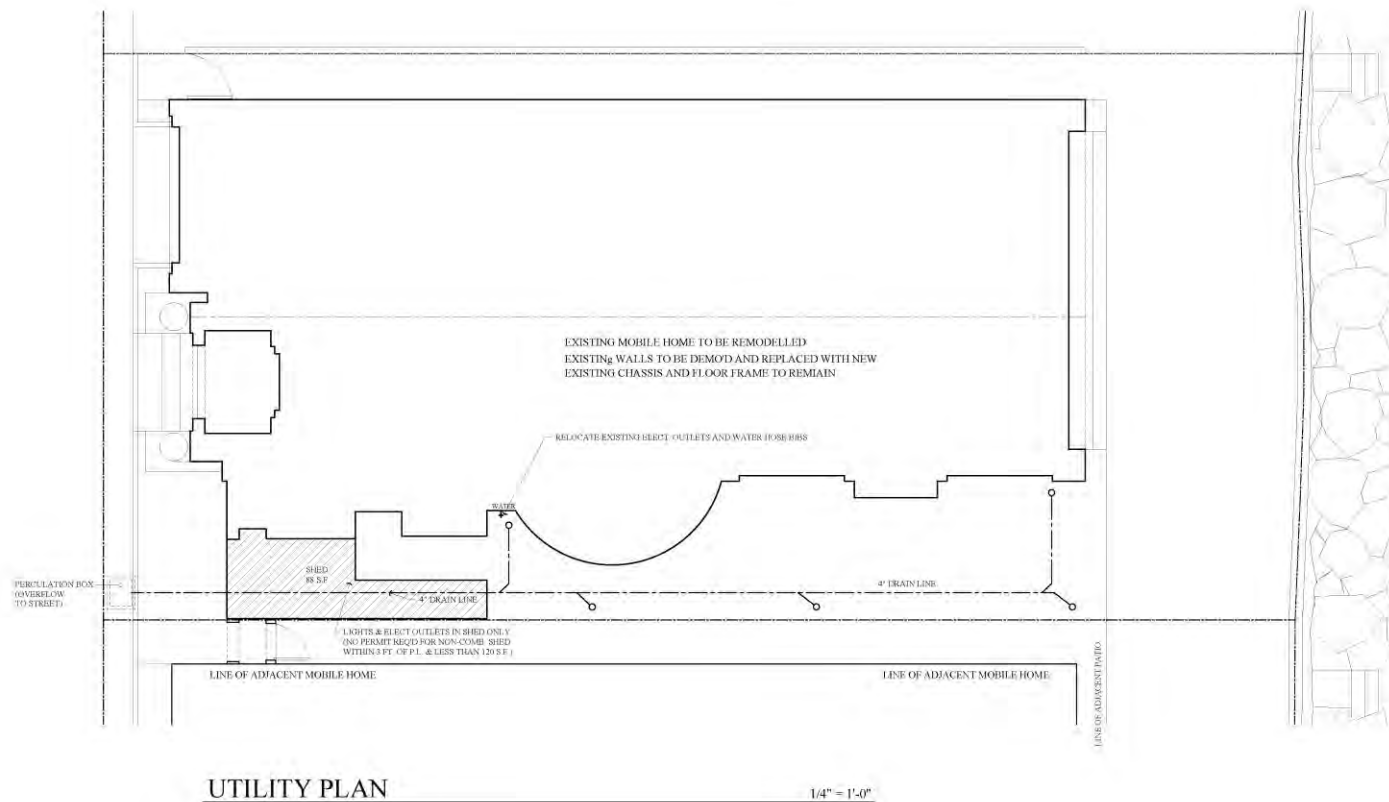 EXISTING MOBILE HOME TO BE REMODELLED
EXISTINg WALLS TO BE DEMO'D AND REPLACED WITH NEW
EXISTING CHASSIS AND FLOOR FRAME TO REMIAIN
RELOCATE EXISTING ELECT. OUTLETS AND WATER HOSE BIBS
WATER
SHED
88 S.F.
PERCULATION BOX
(OVERFLOW
TO STREET)
4" DRAIN LINE
4" DRAIN LINE
LIGHTS & ELECT OUTLETS IN SHED ONLY
(NO PERMIT REQ'D FOR NON-COMB. SHED
WITHIN 3 FT. OF P.L. & LESS THAN 120 S.F.)
LINE OF ADJACENT MOBILE HOME
LINE OF ADJACENT MOBILE HOME
LINE OF ADJACENT PATIO
UTILITY PLAN
1/4" = 1'-0"